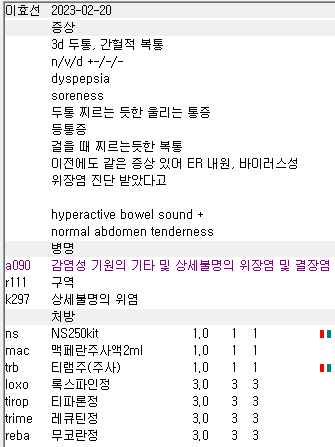 이효선 2023-02-20
증상
3d 두통, 간헐적 복통
n/v/d +-/-/-
dyspepsia
soreness
두통 찌르는 듯한 울리는 통증
등통증
걸을 때 찌르는듯한 복통
이전에도 같은 증상 있어 ER 내원, 바이러스성
위장염 진단 받았다고
hyperactive bowel sound +
normal abdomen tenderness
병명
a090 감염성 기원의 기타 및 상세불명의 위장염 및 결장염
r111 구역
k297 상세불명의 위염
처방
ns NS250kit 1,0 1 1
mac 맥페란주사액2ml 1,0 1 1
trb 티램주(주사) 1,0 1 1
loxo 록스파인정 3,0 3 3
tirop 티파론정 3,0 3 3
trime 레큐틴정 3,0 3 3
reba 무코란정 3,0 3 3